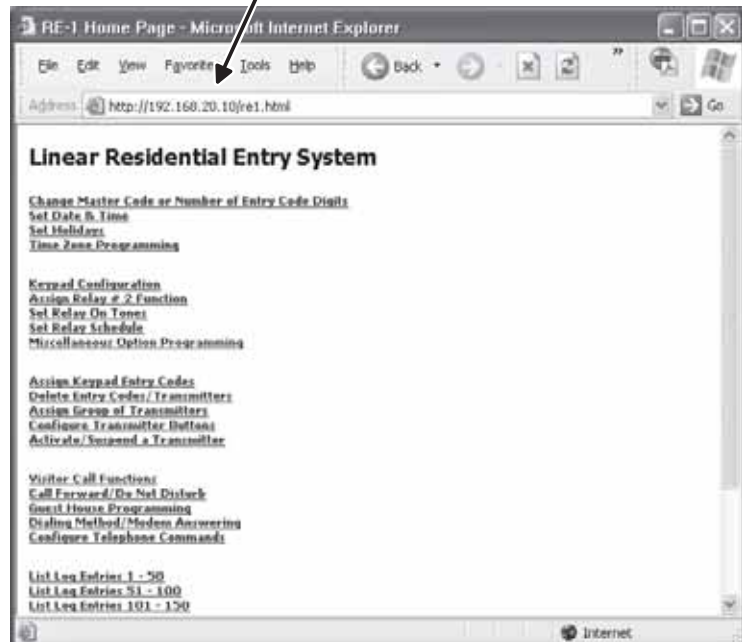 RE-1 Home Page - Microsoft Internet Explorer
File Edit View Favorites Tools Help Back »
Address http://192.168.20.10/re1.html Go
Linear Residential Entry System
Change Master Code or Number of Entry Code Digits
Set Date & Time
Set Holidays
Time Zone Programming
Keypad Configuration
Assign Relay # 2 Function
Set Relay On Tones
Set Relay Schedule
Miscellaneous Option Programming
Assign Keypad Entry Codes
Delete Entry Codes/Transmitters
Assign Group of Transmitters
Configure Transmitter Buttons
Activate/Suspend a Transmitter
Visitor Call Functions
Call Forward/Do Not Disturb
Guest House Programming
Dialing Method/Modem Answering
Configure Telephone Commands
List Log Entries 1 - 50
List Log Entries 51 - 100
List Log Entries 101 - 150
Internet